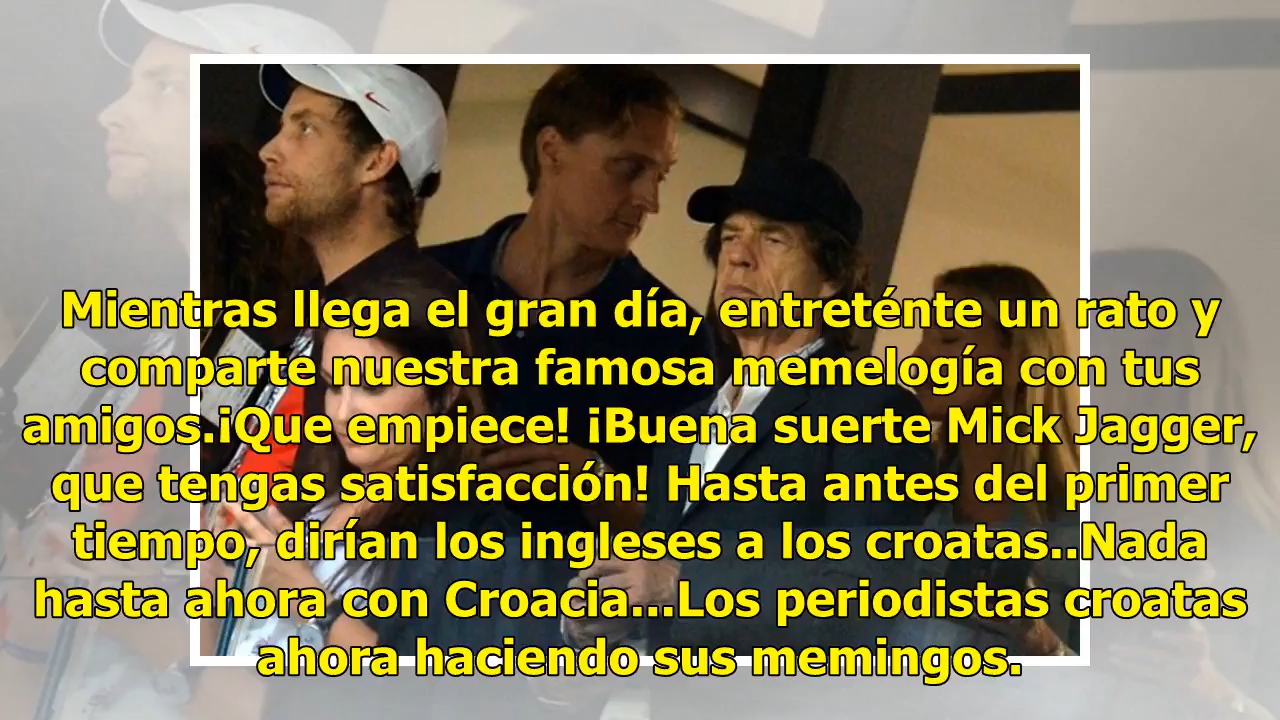 Mientras llega el gran día, entreténte un rato y
comparte nuestra famosa memelogía con tus
amigos.¡Que empiece! ¡Buena suerte Mick Jagger,
que tengas satisfacción! Hasta antes del primer
tiempo, dirían los ingleses a los croatas..Nada
hasta ahora con Croacia...Los periodistas croatas
ahora haciendo sus memingos.